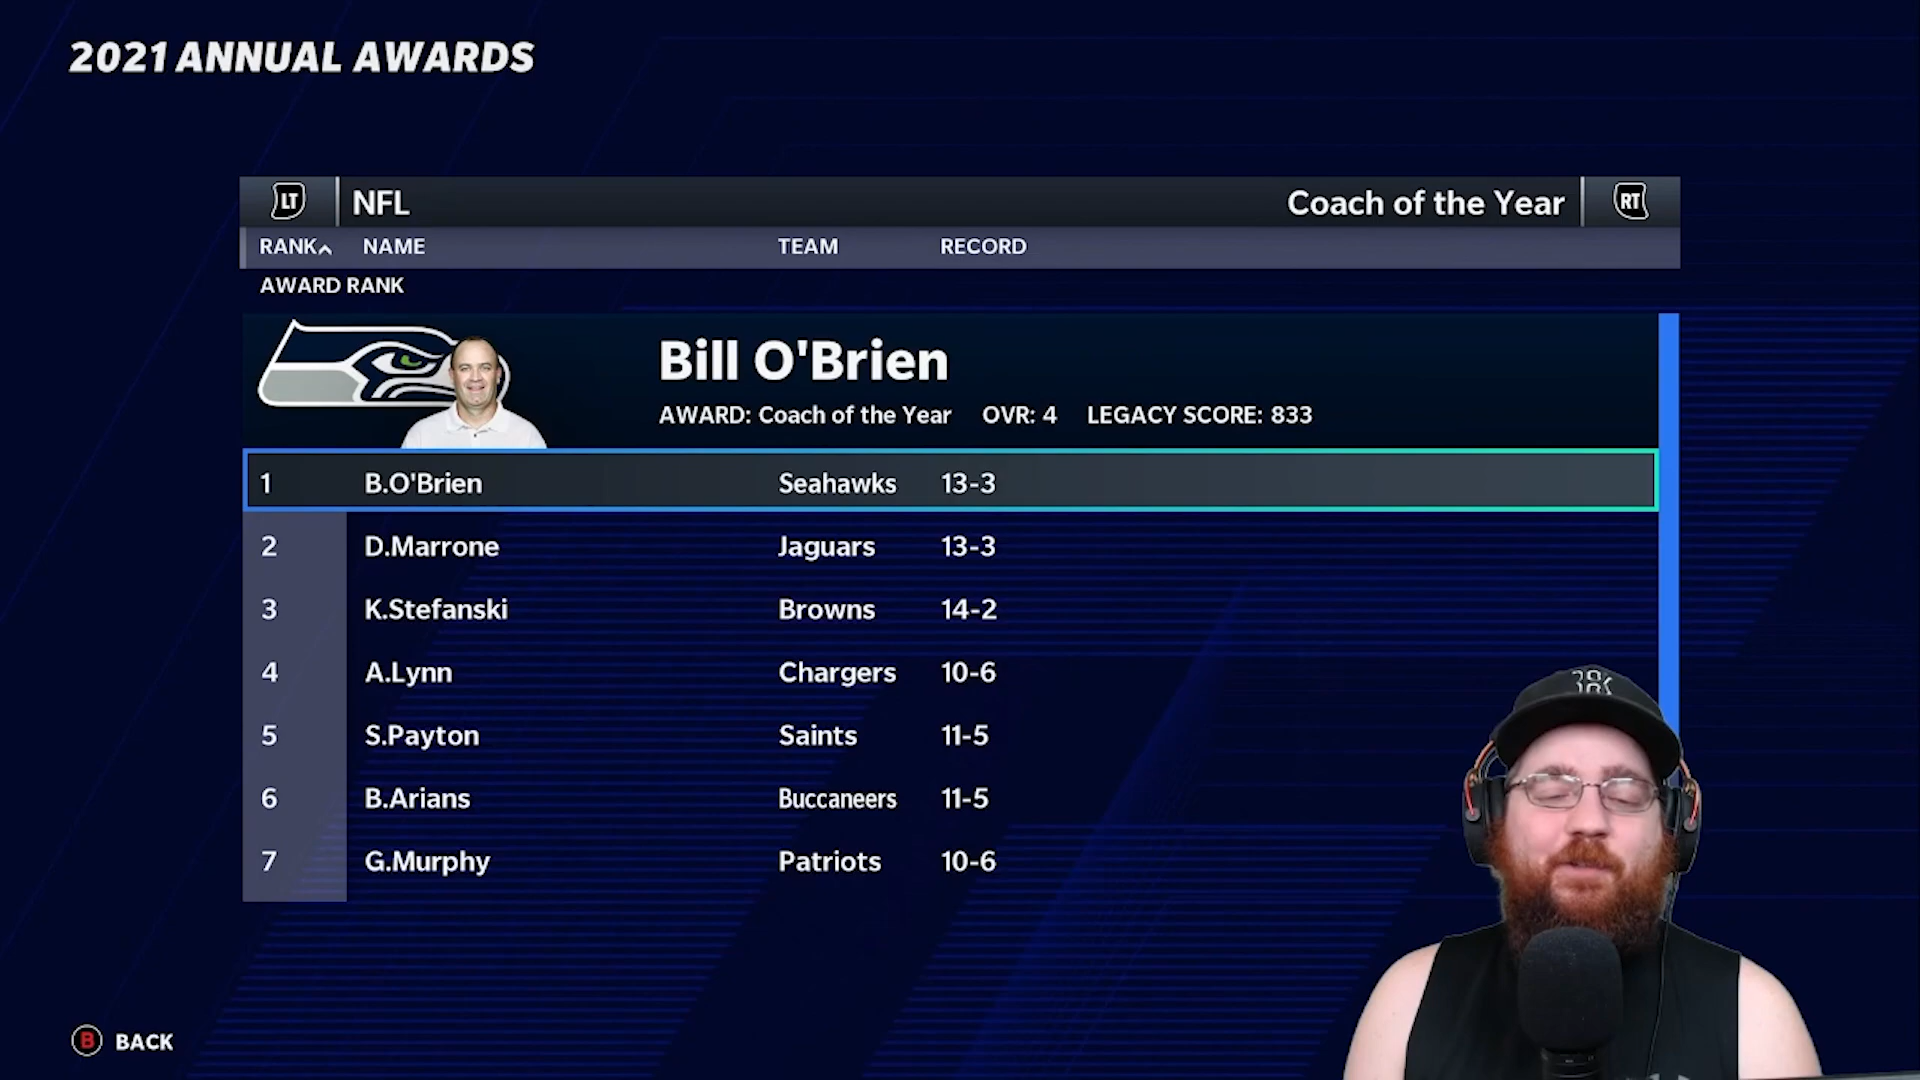 2021 ANNUAL AWARDS
LT NFL Coach of the Year RT
RANK NAME TEAM RECORD
AWARD RANK
Bill O'Brien
AWARD: Coach of the Year OVR: 4 LEGACY SCORE: 833
1 B.O'Brien Seahawks 13-3
2 D.Marrone Jaguars 13-3
3 K.Stefanski Browns 14-2
4 A.Lynn Chargers 10-6
5 S.Payton Saints 11-5
6 B.Arians Buccaneers 11-5
7 G.Murphy Patriots 10-6
B BACK